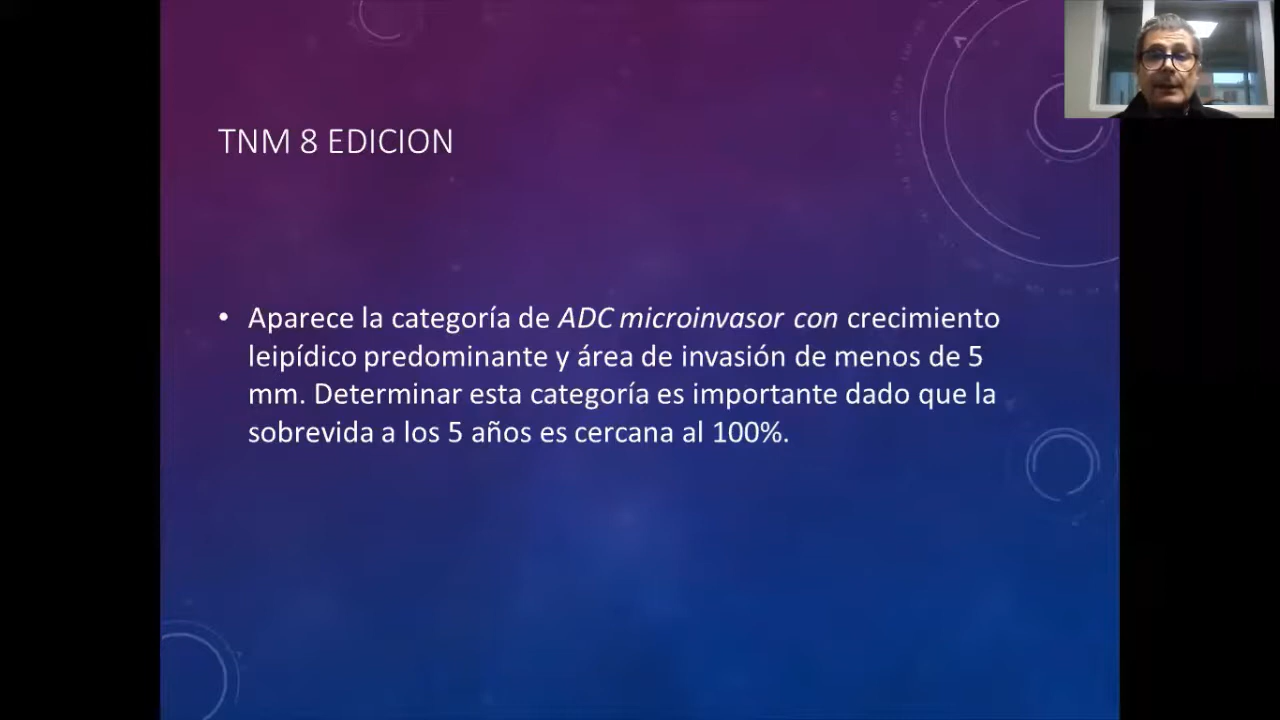 TNM 8 EDICION
• Aparece la categoría de ADC microinvasor con crecimiento
leipídico predominante y área de invasión de menos de 5
mm. Determinar esta categoría es importante dado que la
sobrevida a los 5 años es cercana al 100%.